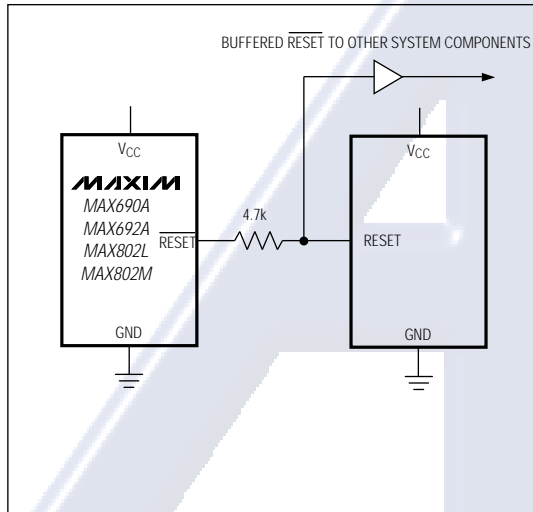 BUFFERED RESET TO OTHER SYSTEM COMPONENTS
VCC
MAXIM
MAX690A
MAX692A
MAX802L
MAX802M
RESET
GND
4.7k
VCC
RESET
GND